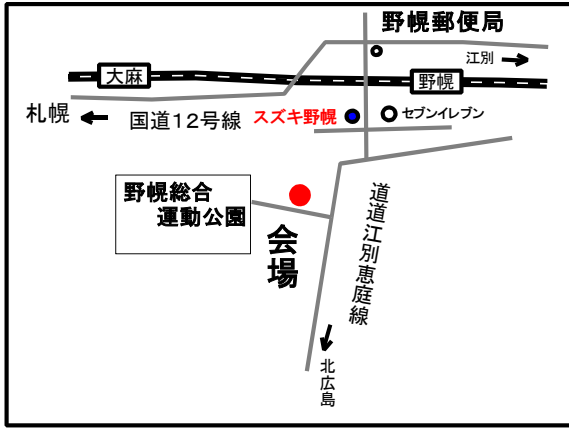 野幌郵便局
江別
大麻
野幌
札幌
国道12号線
スズキ野幌
セブンイレブン
野幌総合
運動公園
会場
道道江別恵庭線
北広島